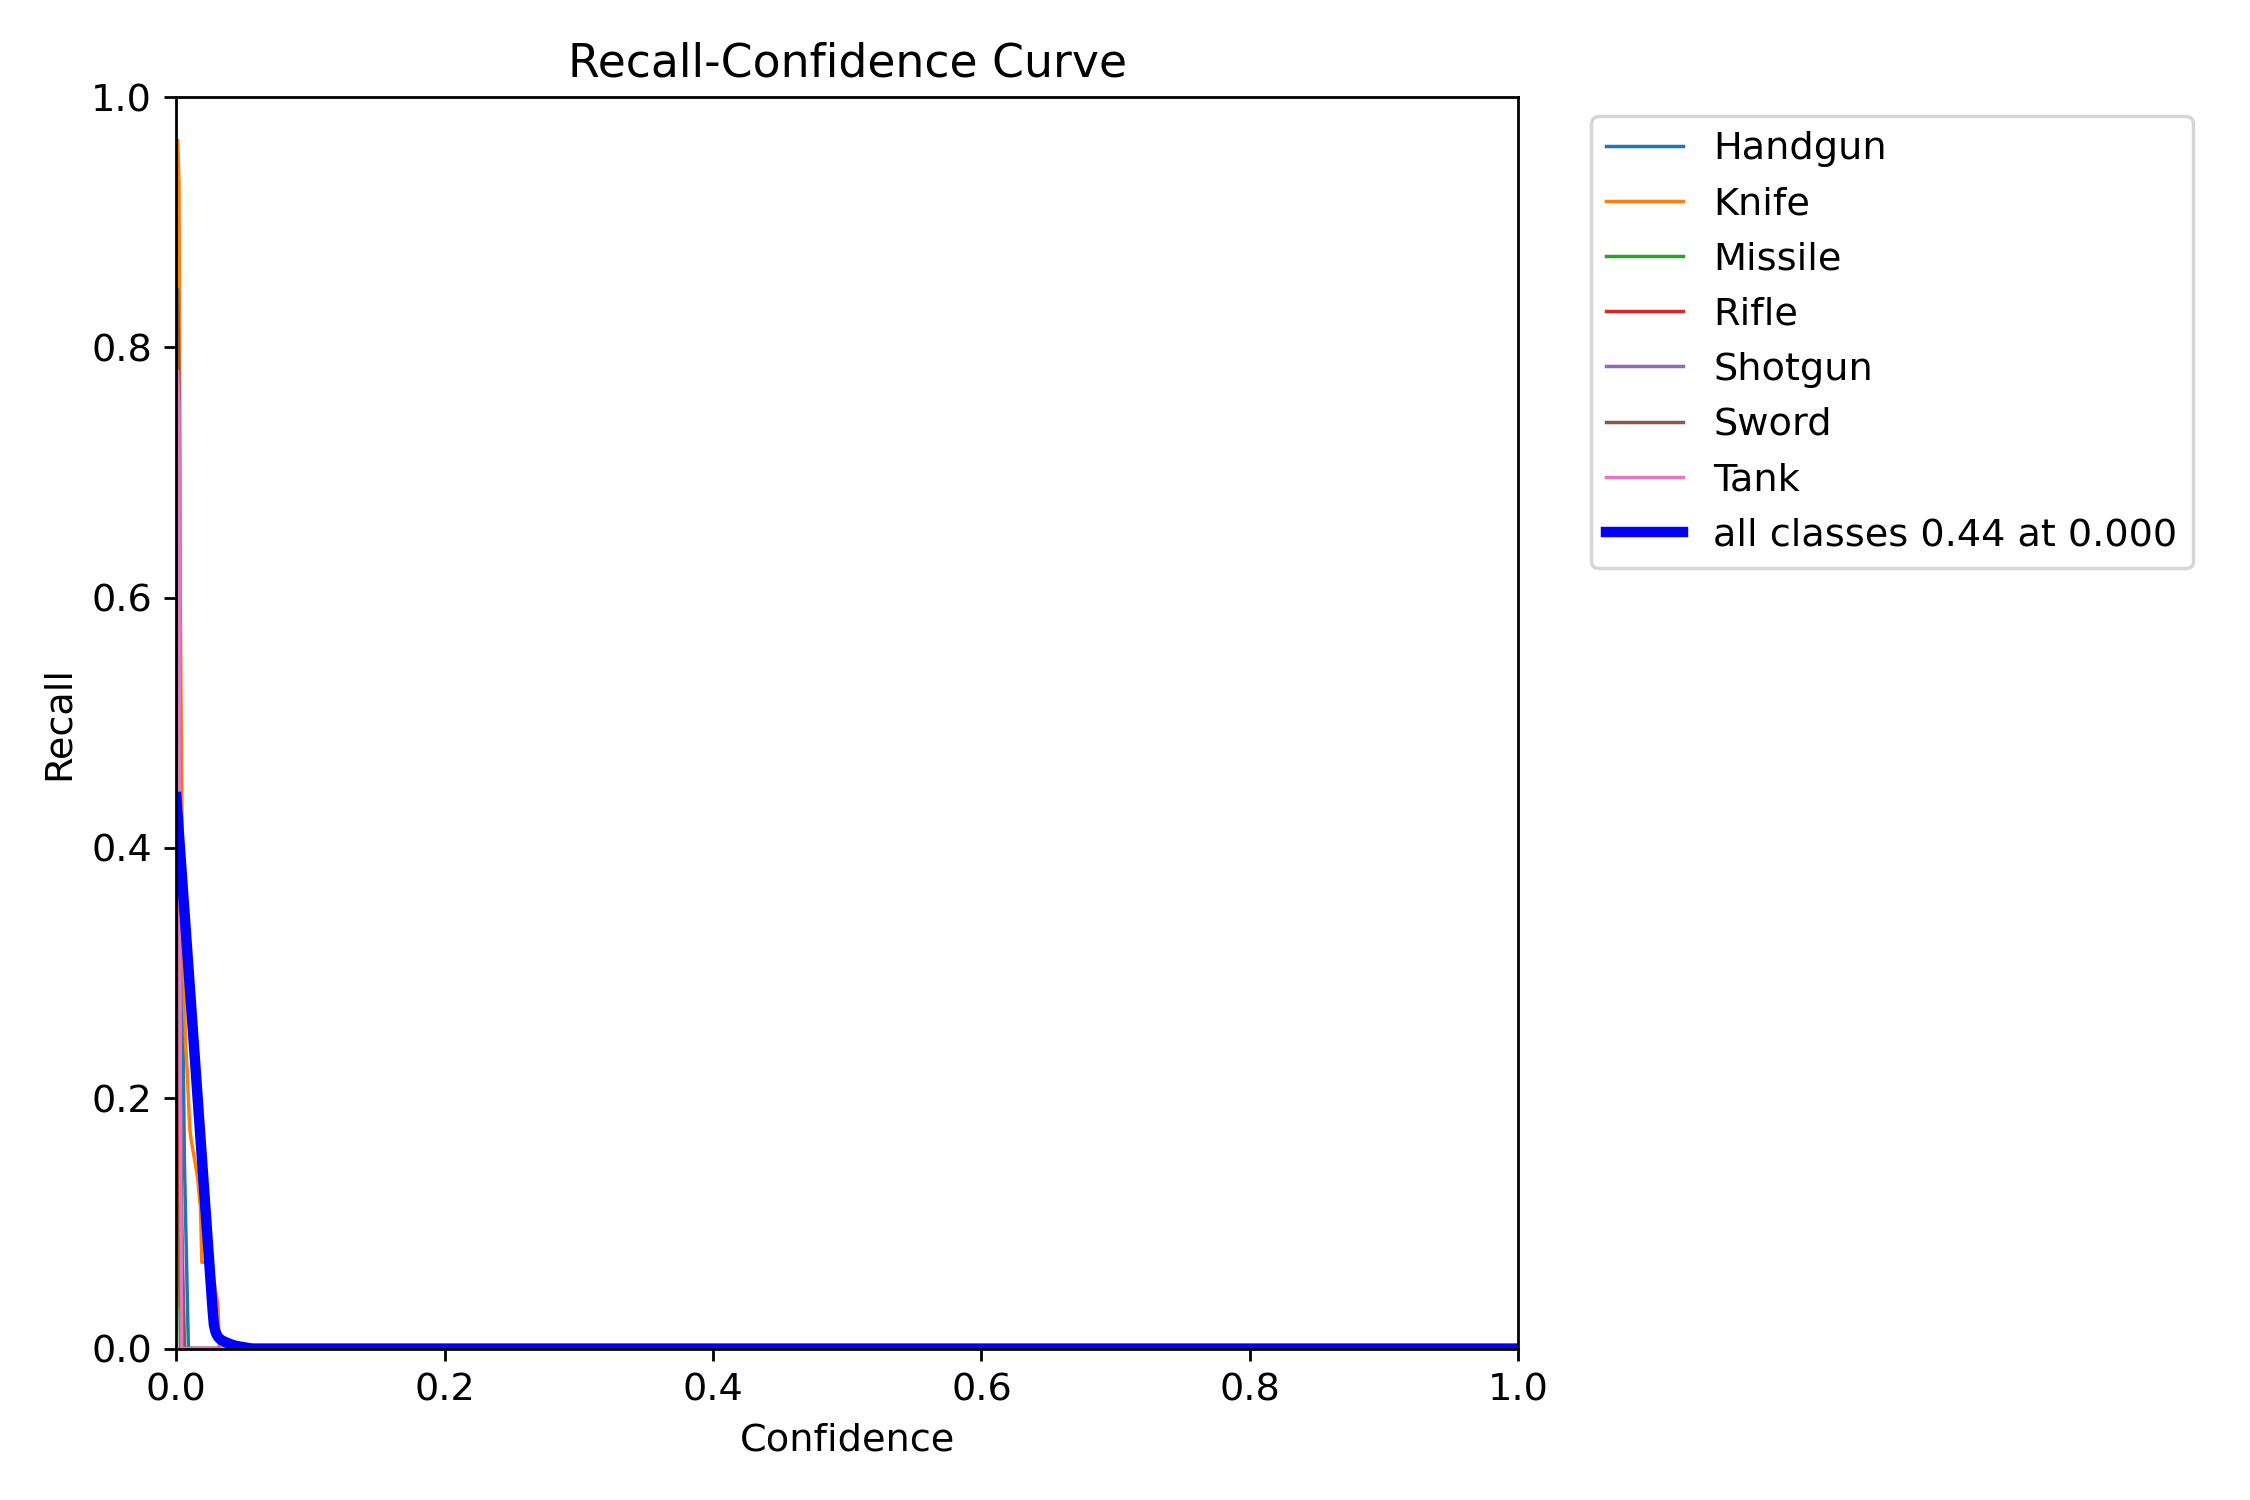 Recall-Confidence Curve
1.0
0.8
0.6
0.4
0.2
0.0
Recall
0.0 0.2 0.4 0.6 0.8 1.0
Confidence
Handgun
Knife
Missile
Rifle
Shotgun
Sword
Tank
all classes 0.44 at 0.000